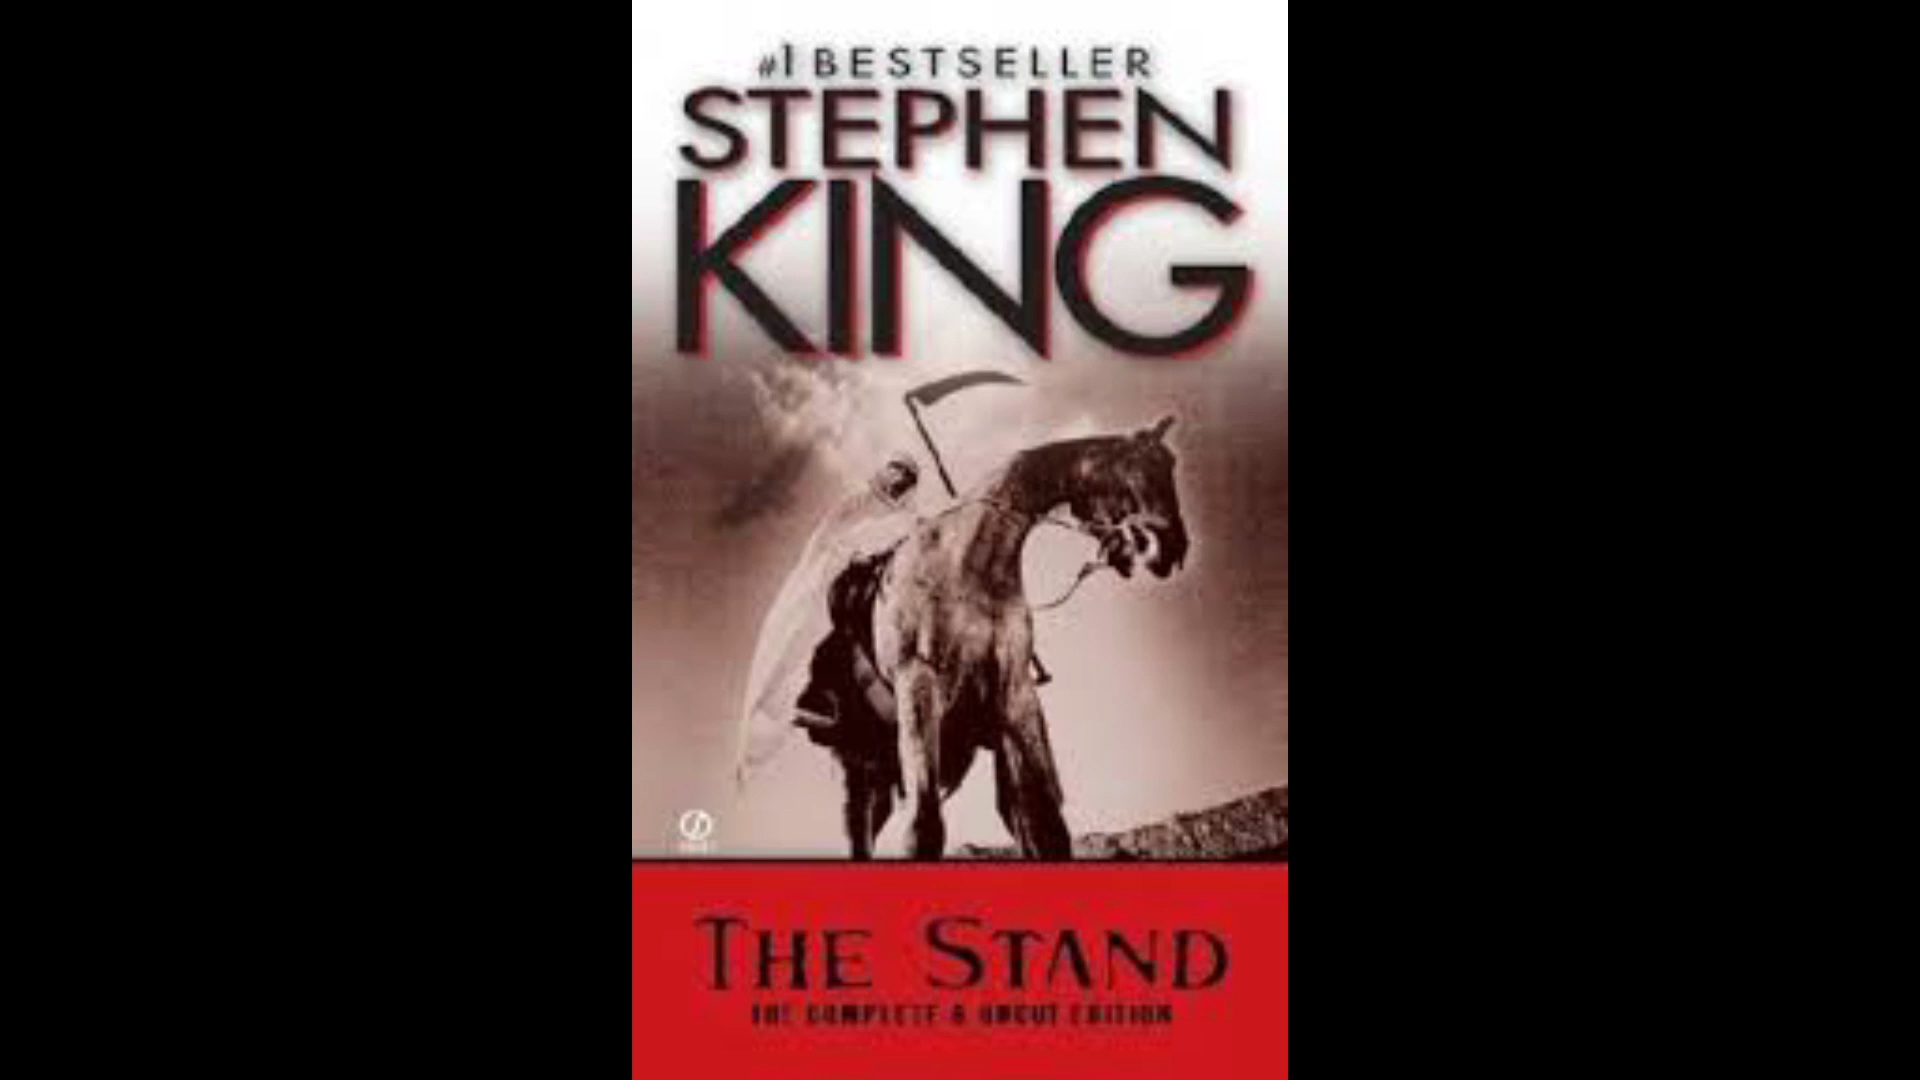 #1 BESTSELLER
STEPHEN
KING
THE STAND
THE COMPLETE & UNCUT EDITION